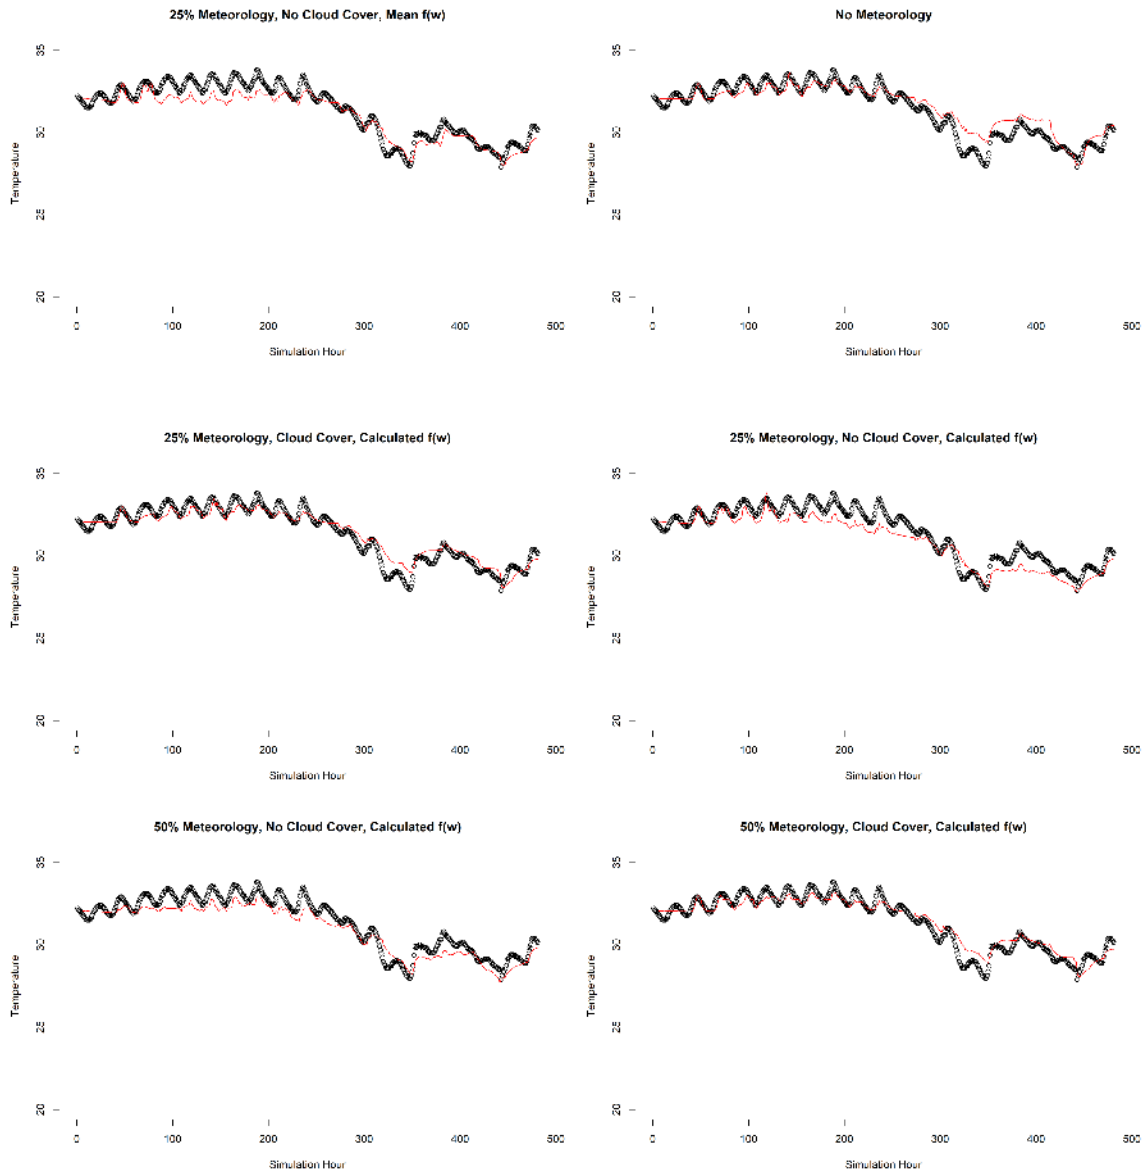 25% Meteorology, No Cloud Cover, Mean f(w)
35
30
25
20
Temperature
0 100 200 300 400 500
Simulation Hour
No Meteorology
35
30
25
20
Temperature
0 100 200 300 400 500
Simulation Hour
25% Meteorology, Cloud Cover, Calculated f(w)
35
30
25
20
Temperature
0 100 200 300 400 500
Simulation Hour
25% Meteorology, No Cloud Cover, Calculated f(w)
35
30
25
20
Temperature
0 100 200 300 400 500
Simulation Hour
50% Meteorology, No Cloud Cover, Calculated f(w)
35
30
25
20
Temperature
0 100 200 300 400 500
Simulation Hour
50% Meteorology, Cloud Cover, Calculated f(w)
35
30
25
20
Temperature
0 100 200 300 400 500
Simulation Hour